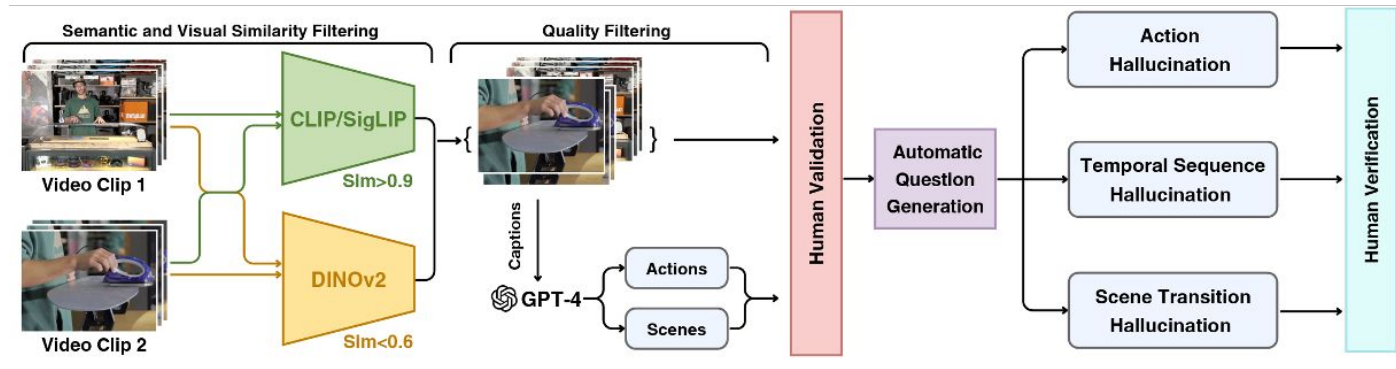 Semantic and Visual Similarity Filtering
Quality Filtering
Video Clip 1
Video Clip 2
CLIP/SigLIP
SIm>0.9
DINOv2
SIm<0.6
{
}
Captions
GPT-4
Actions
Scenes
Human Validation
Automatic
Question
Generation
Action
Hallucination
Temporal Sequence
Hallucination
Scene Transition
Hallucination
Human Verification